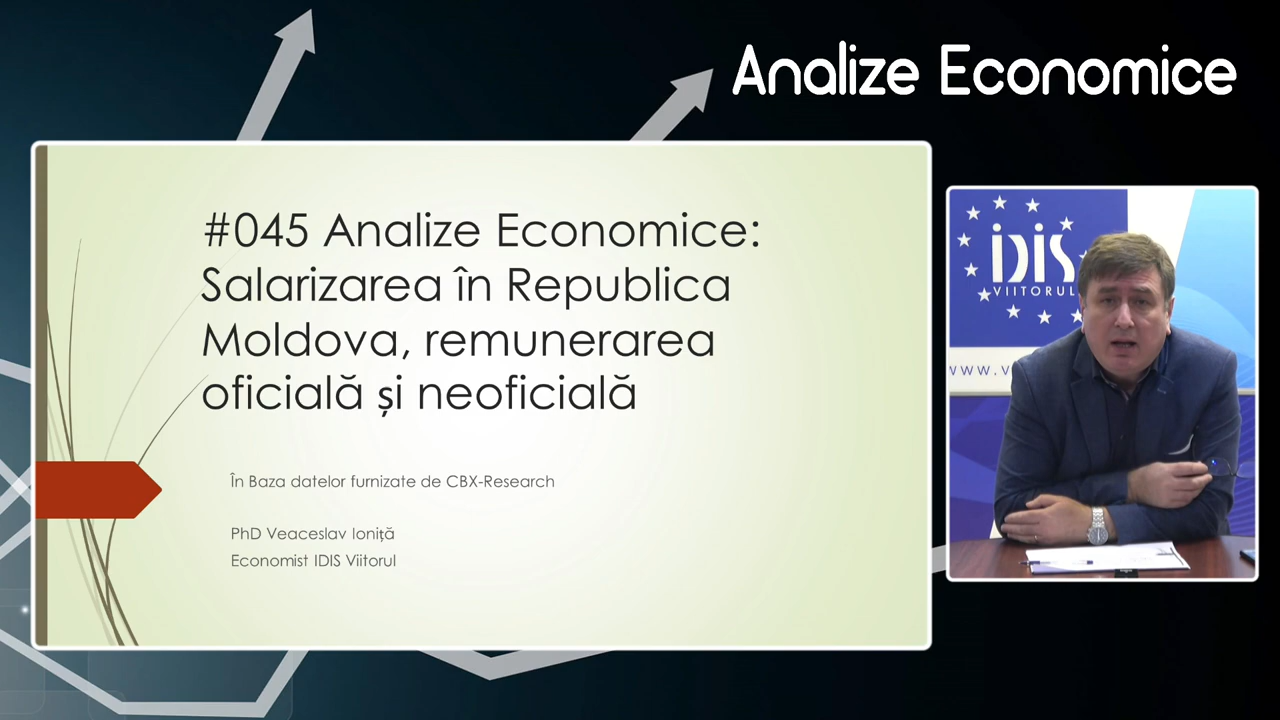 Analize Economice
#045 Analize Economice:
Salarizarea în Republica
Moldova, remunerarea
oficială și neoficială
În Baza datelor furnizate de CBX-Research
PhD Veaceslav Ioniţă
Economist IDIS Viitorul
iDiS
VIITORUL
www.v